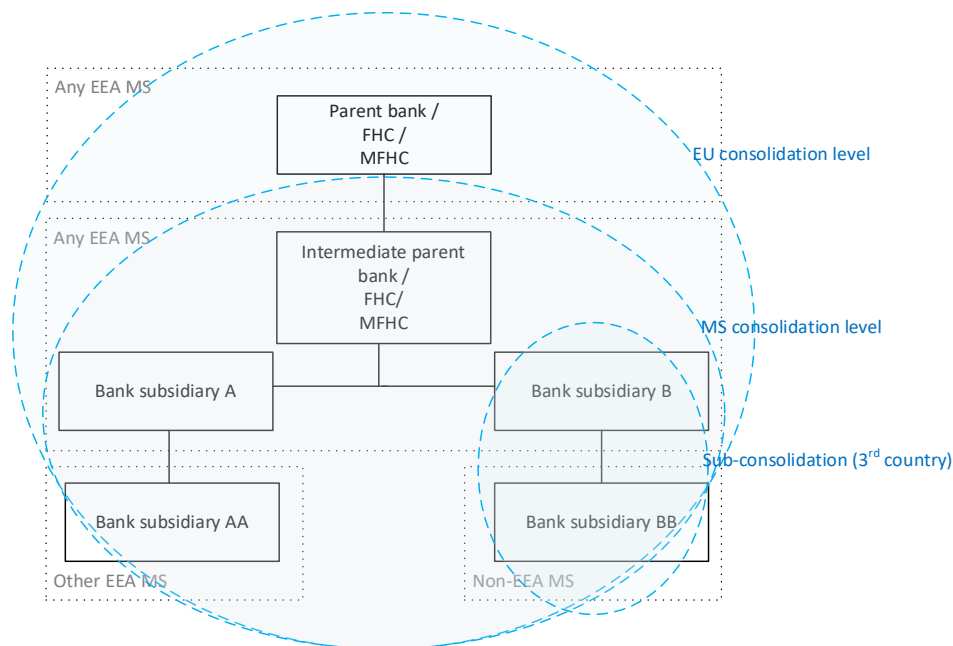 Any EEA MS
Parent bank /
FHC /
MFHC
EU consolidation level
Any EEA MS
Intermediate parent
bank /
FHC/
MFHC
MS consolidation level
Bank subsidiary A
Bank subsidiary B
Sub-consolidation (3rd country)
Bank subsidiary AA
Bank subsidiary BB
Other EEA MS
Non-EEA MS